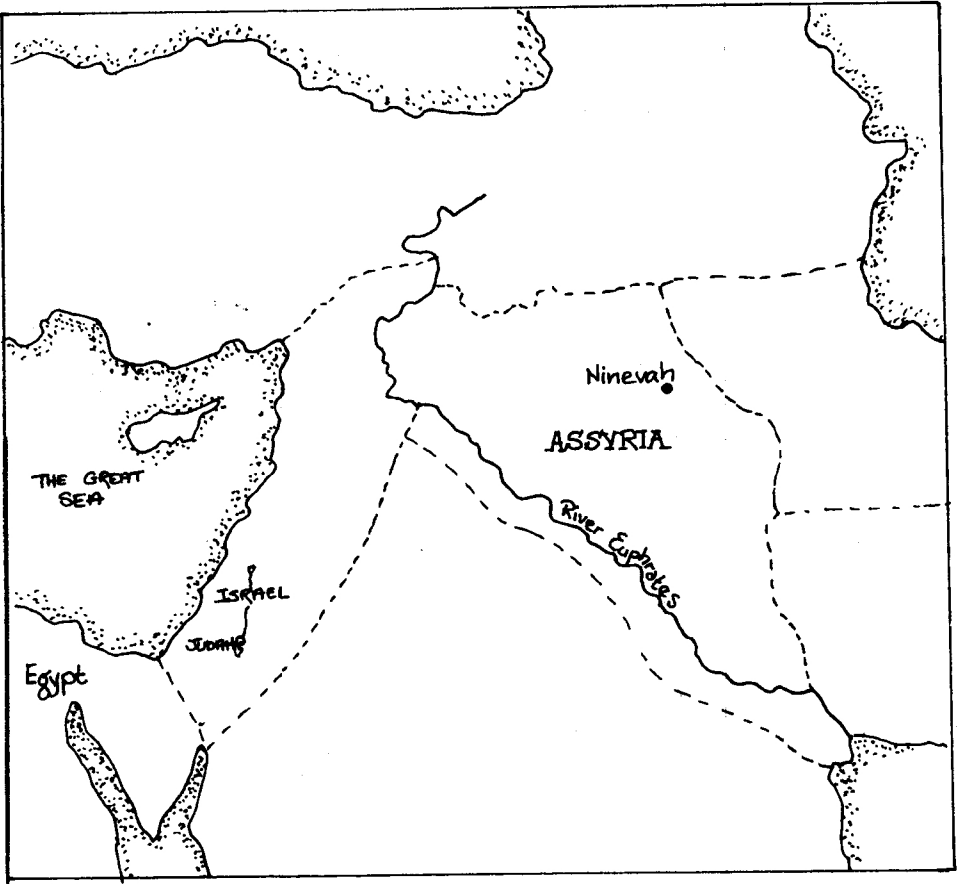 Ninevah
ASSYRIA
THE GREAT
SEA
River Euphrates
ISRAEL
JUDAH
Egypt